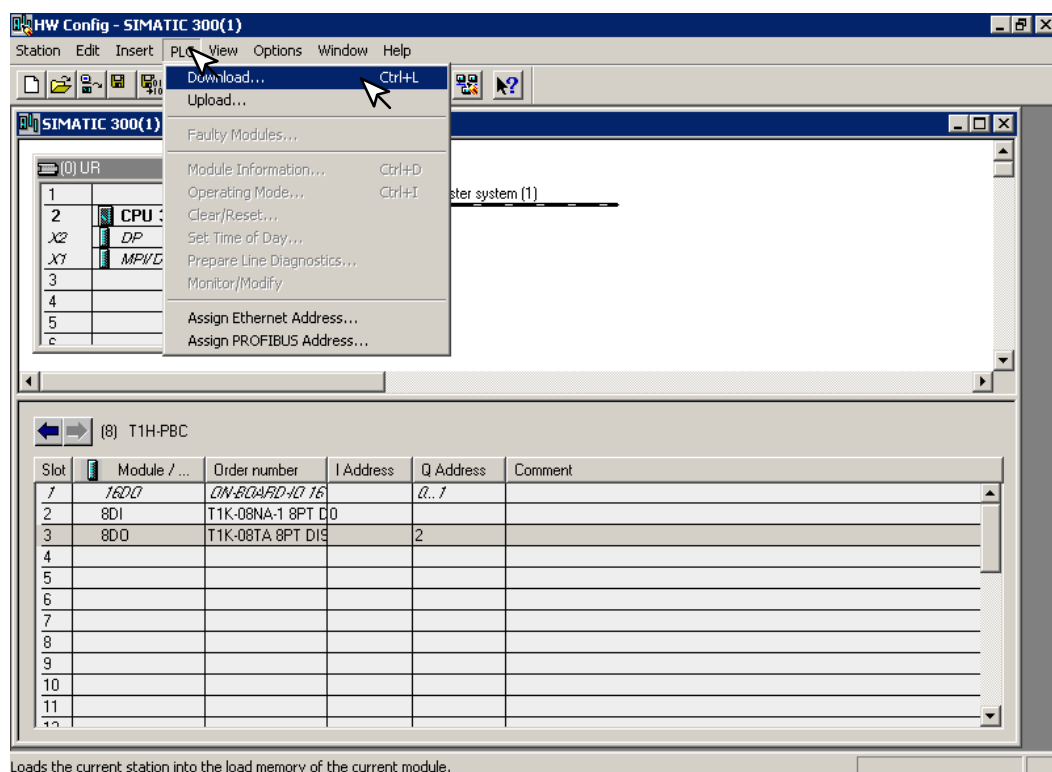 HW Config - SIMATIC 300(1)
Station Edit Insert PLC View Options Window Help
Download... Ctrl+L
Upload...
Faulty Modules...
Module Information... Ctrl+D
Operating Mode... Ctrl+I
Clear/Reset...
Set Time of Day...
Prepare Line Diagnostics...
Monitor/Modify
Assign Ethernet Address...
Assign PROFIBUS Address...
SIMATIC 300(1)
(0) UR
1
ster system (1)
2 CPU
X2 DP
X1 MPI/D
3
4
5
(8) T1H-PBC
Slot Module / ... Order number I Address Q Address Comment
1 16DO ON-BOARD-IO 16 0..1
2 8DI T1K-08NA-1 8PT D 0
3 8DO T1K-08TA 8PT DIS 2
4
5
6
7
8
9
10
11
12
Loads the current station into the load memory of the current module.